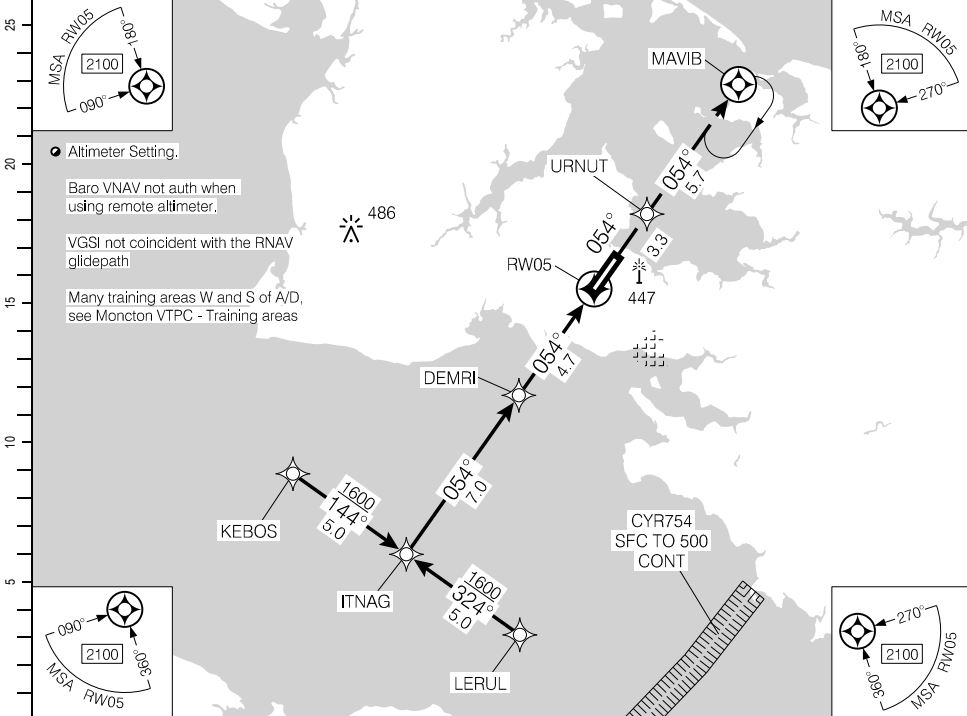 25
20
15
10
5
MSA RW05
180°
2100
090°
MSA RW05
180°
2100
270°
Altimeter Setting.
Baro VNAV not auth when
using remote altimeter.
VGSI not coincident with the RNAV
glidepath
Many training areas W and S of A/D,
see Moncton VTPC - Training areas
486
MAVIB
054°
5.7
URNUT
054°
3.3
RW05
447
054°
4.7
DEMRI
054°
7.0
KEBOS
1600
144°
5.0
ITNAG
1600
324°
5.0
LERUL
CYR754
SFC TO 500
CONT
090°
360°
2100
MSA RW05
270°
360°
2100
MSA RW05